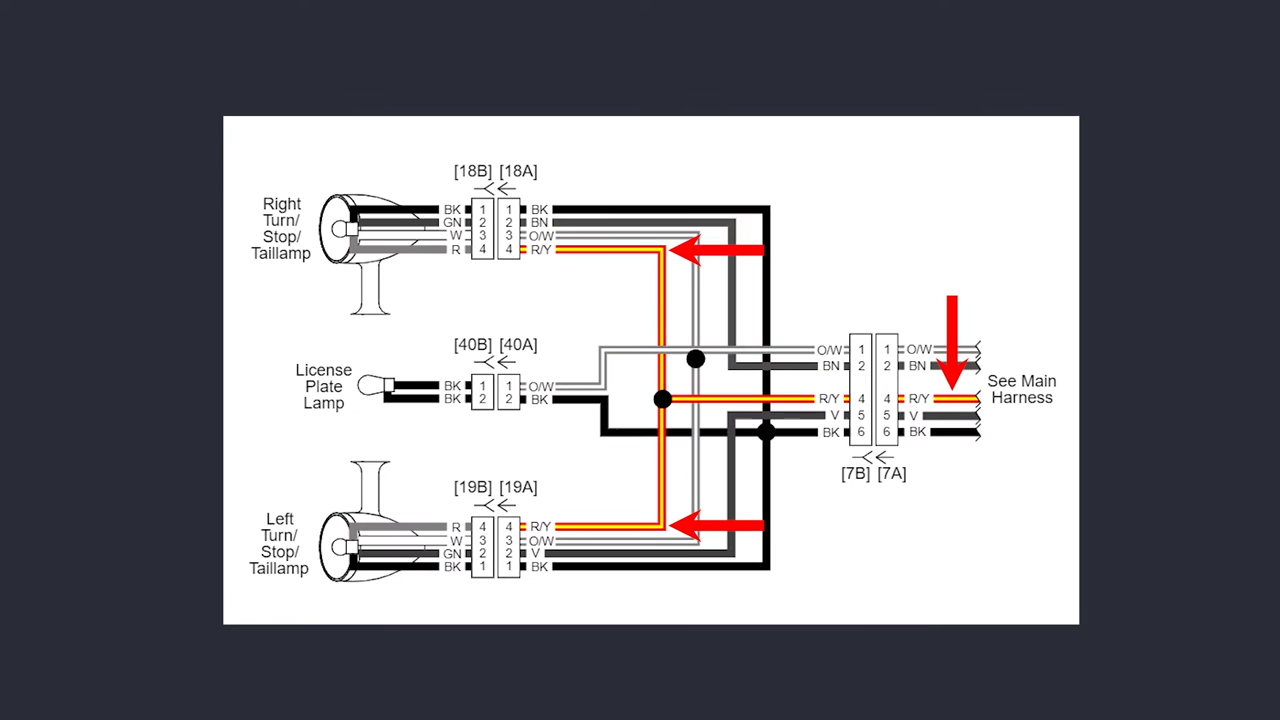 [18B] [18A]
Right
Turn/
Stop/
Taillamp
BK 1 1 BK
GN 2 2 BN
W 3 3 O/W
R 4 4 R/Y
[40B] [40A]
License
Plate
Lamp
BK 1 1 O/W
BK 2 2 BK
O/W 1 1 O/W
BN 2 2 BN
R/Y 4 4 R/Y
V 5 5 V
BK 6 6 BK
See Main
Harness
[7B] [7A]
[19B] [19A]
Left
Turn/
Stop/
Taillamp
R 4 4 R/Y
W 3 3 O/W
GN 2 2 V
BK 1 1 BK